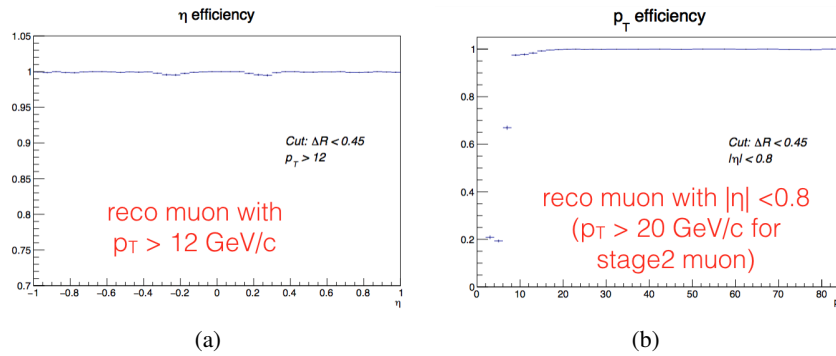 η efficiency
1.05
1
0.95
0.9
0.85
0.8
0.75
0.7
Cut: ΔR < 0.45
p_T > 12
reco muon with
pT > 12 GeV/c
−1 −0.8 −0.6 −0.4 −0.2 0 0.2 0.4 0.6 0.8 1
η
(a)
p_T efficiency
1
0.8
0.6
0.4
0.2
0
Cut: ΔR < 0.45
|η| < 0.8
reco muon with |η| <0.8
(pT > 20 GeV/c for
stage2 muon)
0 10 20 30 40 50 60 70 80
(b)